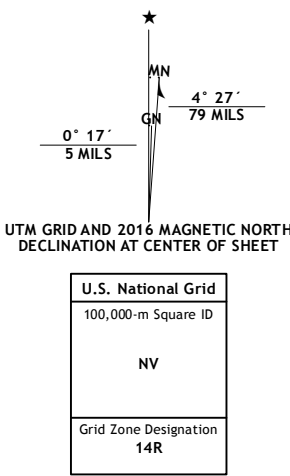 MN
GN
4° 27´
79 MILS
0° 17´
5 MILS
UTM GRID AND 2016 MAGNETIC NORTH
DECLINATION AT CENTER OF SHEET
U.S. National Grid
100,000-m Square ID
NV
Grid Zone Designation
14R